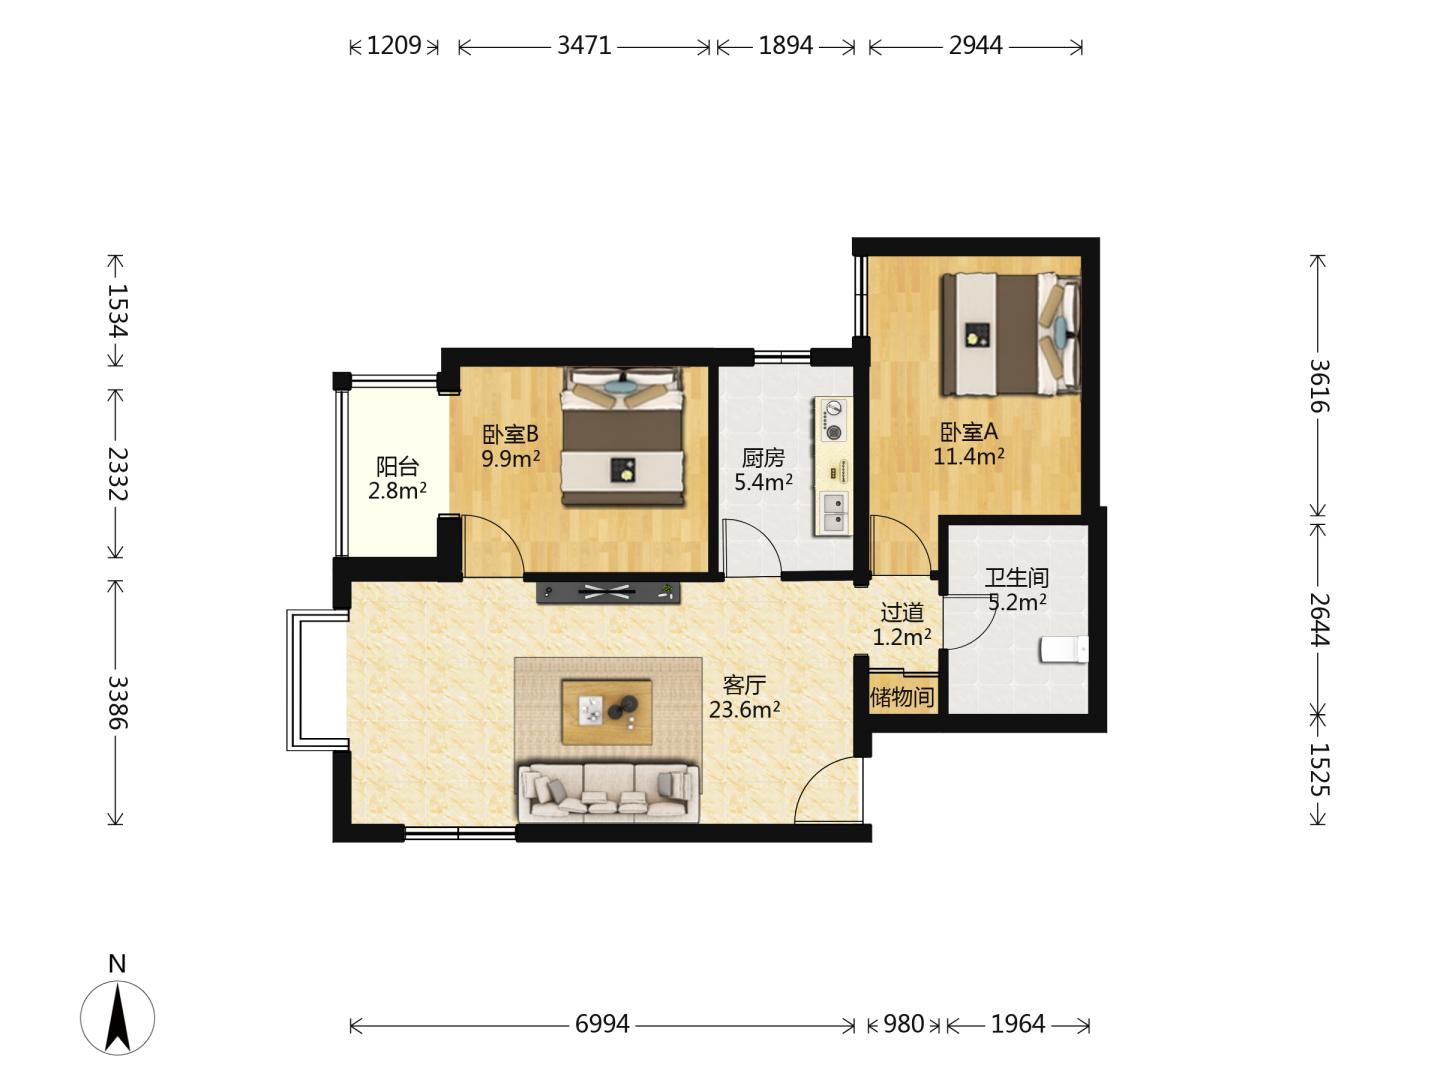 1209
3471
1894
2944
1534
2332
3386
3616
2644
1525
卧室B
9.9m²
阳台
2.8m²
厨房
5.4m²
卧室A
11.4m²
卫生间
5.2m²
过道
1.2m²
储物间
客厅
23.6m²
N
6994
980
1964